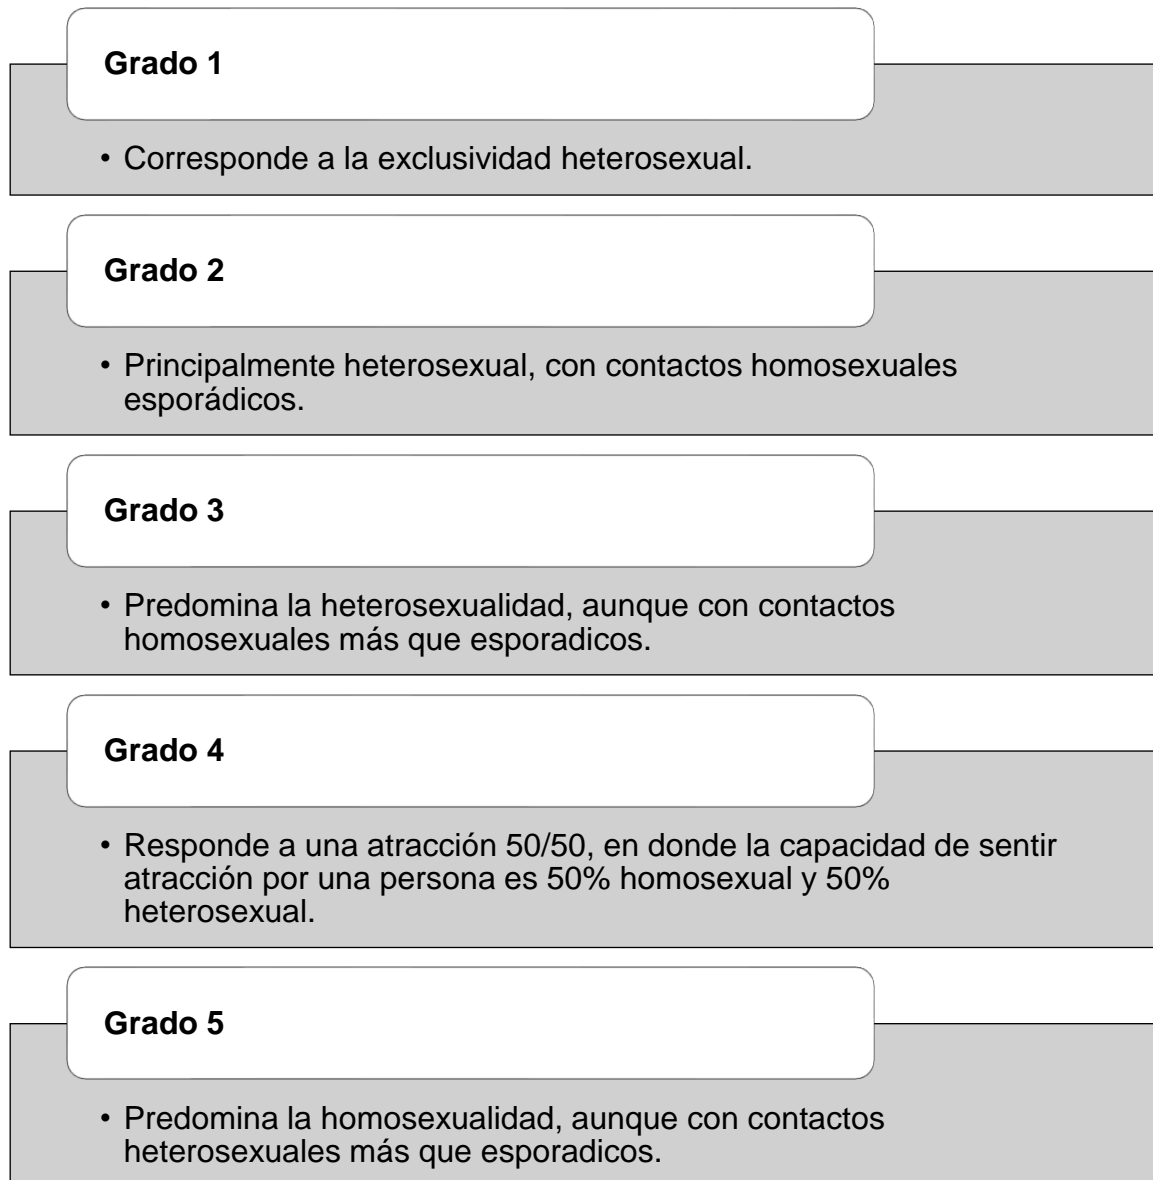 Grado 1
• Corresponde a la exclusividad heterosexual.
Grado 2
• Principalmente heterosexual, con contactos homosexuales
esporádicos.
Grado 3
• Predomina la heterosexualidad, aunque con contactos
homosexuales más que esporadicos.
Grado 4
• Responde a una atracción 50/50, en donde la capacidad de sentir
atracción por una persona es 50% homosexual y 50%
heterosexual.
Grado 5
• Predomina la homosexualidad, aunque con contactos
heterosexuales más que esporadicos.